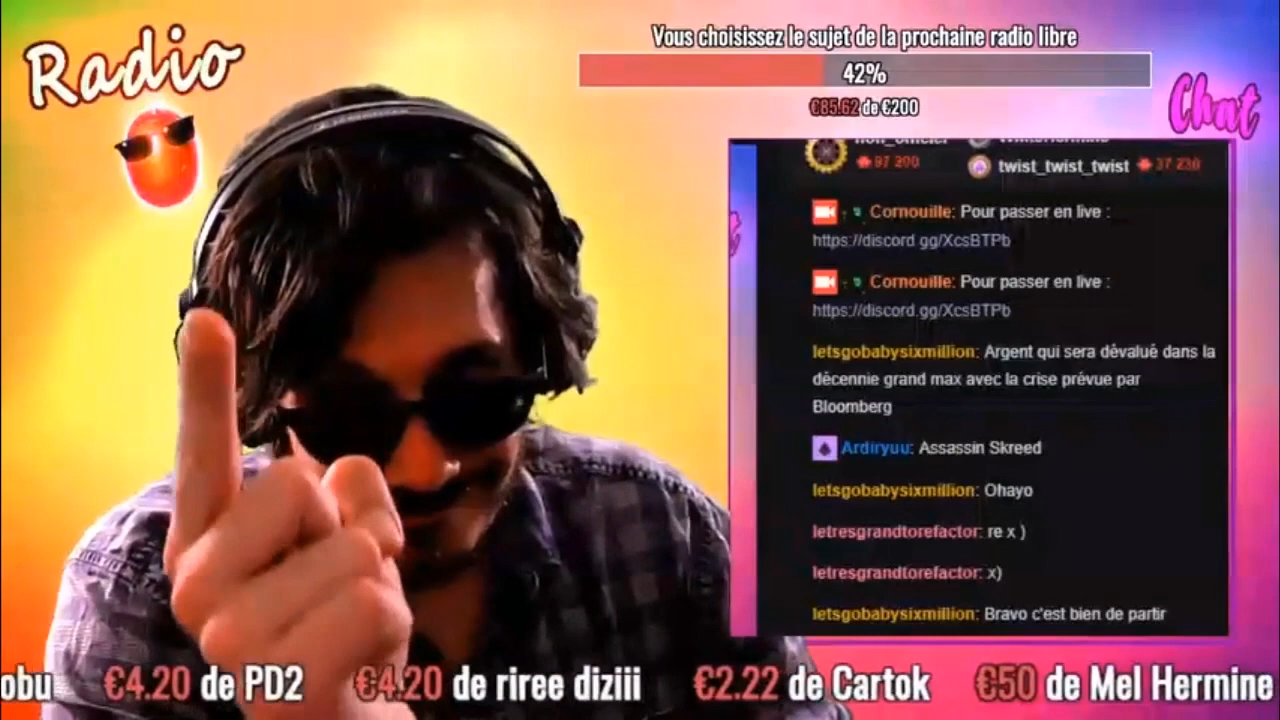 Radio
Vous choisissez le sujet de la prochaine radio libre
42%
€85.62 de €200
Chat
97 200
twist_twist_twist 37 230
Cornouille: Pour passer en live :
https://discord.gg/XcsBTPb
Cornouille: Pour passer en live :
https://discord.gg/XcsBTPb
letsgobabysixmillion: Argent qui sera dévalué dans la
décennie grand max avec la crise prévue par
Bloomberg
Ardiryuu: Assassin Skreed
letsgobabysixmillion: Ohayo
letresgrandtorefactor: re x )
letresgrandtorefactor: x)
letsgobabysixmillion: Bravo c'est bien de partir
obu €4.20 de PD2 €4.20 de riree diziii €2.22 de Cartok €50 de Mel Hermine